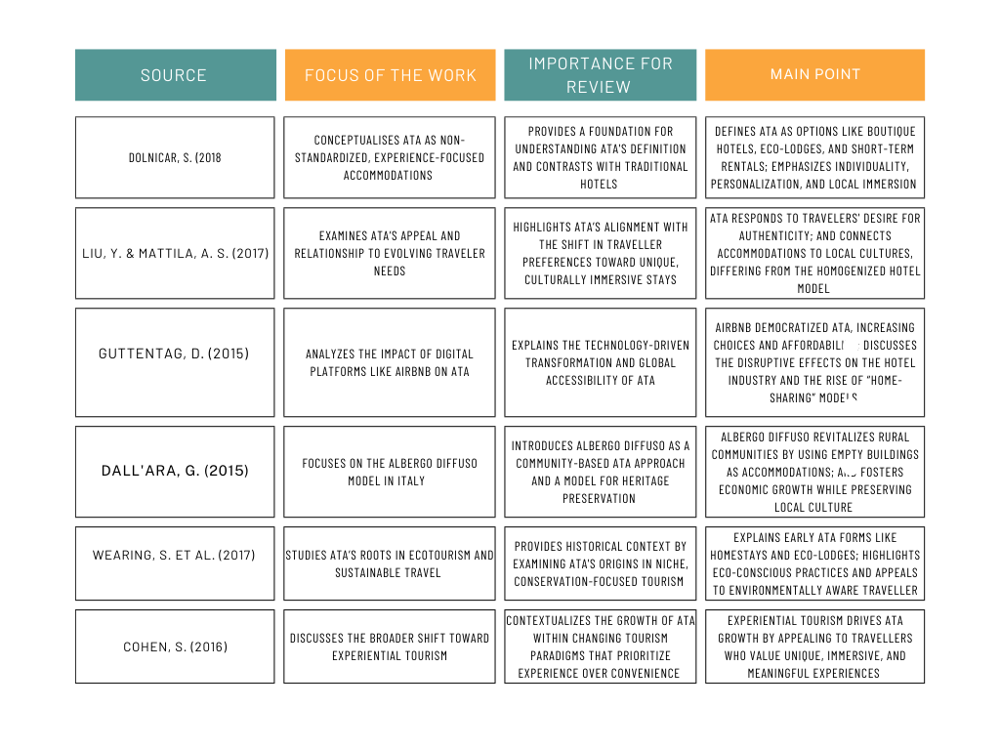 SOURCE
FOCUS OF THE WORK
IMPORTANCE FOR
REVIEW
MAIN POINT
DOLNICAR, S. (2018
CONCEPTUALISES ATA AS NON-
STANDARDIZED, EXPERIENCE-FOCUSED
ACCOMMODATIONS
PROVIDES A FOUNDATION FOR
UNDERSTANDING ATA'S DEFINITION
AND CONTRASTS WITH TRADITIONAL
HOTELS
DEFINES ATA AS OPTIONS LIKE BOUTIQUE
HOTELS, ECO-LODGES, AND SHORT-TERM
RENTALS; EMPHASIZES INDIVIDUALITY,
PERSONALIZATION, AND LOCAL IMMERSION
LIU, Y. & MATTILA, A. S. (2017)
EXAMINES ATA'S APPEAL AND
RELATIONSHIP TO EVOLVING TRAVELER
NEEDS
HIGHLIGHTS ATA'S ALIGNMENT WITH
THE SHIFT IN TRAVELLER
PREFERENCES TOWARD UNIQUE,
CULTURALLY IMMERSIVE STAYS
ATA RESPONDS TO TRAVELERS' DESIRE FOR
AUTHENTICITY; AND CONNECTS
ACCOMMODATIONS TO LOCAL CULTURES,
DIFFERING FROM THE HOMOGENIZED HOTEL
MODEL
GUTTENTAG, D. (2015)
ANALYZES THE IMPACT OF DIGITAL
PLATFORMS LIKE AIRBNB ON ATA
EXPLAINS THE TECHNOLOGY-DRIVEN
TRANSFORMATION AND GLOBAL
ACCESSIBILITY OF ATA
AIRBNB DEMOCRATIZED ATA, INCREASING
CHOICES AND DISCUSSES
THE DISRUPTIVE EFFECTS ON THE HOTEL
INDUSTRY AND THE RISE OF "HOME-
SHARING" MODELS
DALL'ARA, G. (2015)
FOCUSES ON THE ALBERGO DIFFUSO
MODEL IN ITALY
INTRODUCES ALBERGO DIFFUSO AS A
COMMUNITY-BASED ATA APPROACH
AND A MODEL FOR HERITAGE
PRESERVATION
ALBERGO DIFFUSO REVITALIZES RURAL
COMMUNITIES BY USING EMPTY BUILDINGS
AS ACCOMMODATIONS; AND FOSTERS
ECONOMIC GROWTH WHILE PRESERVING
LOCAL CULTURE
WEARING, S. ET AL. (2017)
STUDIES ATA'S ROOTS IN ECOTOURISM AND
SUSTAINABLE TRAVEL
PROVIDES HISTORICAL CONTEXT BY
EXAMINING ATA'S ORIGINS IN NICHE,
CONSERVATION-FOCUSED TOURISM
EXPLAINS EARLY ATA FORMS LIKE
HOMESTAYS AND ECO-LODGES; HIGHLIGHTS
ECO-CONSCIOUS PRACTICES AND APPEALS
TO ENVIRONMENTALLY AWARE TRAVELLER
COHEN, S. (2016)
DISCUSSES THE BROADER SHIFT TOWARD
EXPERIENTIAL TOURISM
CONTEXTUALIZES THE GROWTH OF ATA
WITHIN CHANGING TOURISM
PARADIGMS THAT PRIORITIZE
EXPERIENCE OVER CONVENIENCE
EXPERIENTIAL TOURISM DRIVES ATA
GROWTH BY APPEALING TO TRAVELLERS
WHO VALUE UNIQUE, IMMERSIVE, AND
MEANINGFUL EXPERIENCES